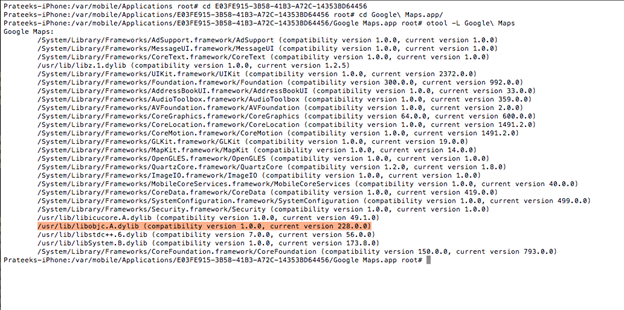 Prateeks-iPhone:/var/mobile/Applications root# cd E03FE915-3B58-41B3-A72C-14353BD64456
Prateeks-iPhone:/var/mobile/Applications/E03FE915-3B58-41B3-A72C-14353BD64456 root# cd Google\ Maps.app/
Prateeks-iPhone:/var/mobile/Applications/E03FE915-3B58-41B3-A72C-14353BD64456/Google Maps.app root# otool -L Google\ Maps
Google Maps:
/System/Library/Frameworks/AdSupport.framework/AdSupport (compatibility version 1.0.0, current version 1.0.0)
/System/Library/Frameworks/MessageUI.framework/MessageUI (compatibility version 1.0.0, current version 1.0.0)
/System/Library/Frameworks/CoreText.framework/CoreText (compatibility version 1.0.0, current version 1.0.0)
/usr/lib/libz.1.dylib (compatibility version 1.0.0, current version 1.2.5)
/System/Library/Frameworks/UIKit.framework/UIKit (compatibility version 1.0.0, current version 2372.0.0)
/System/Library/Frameworks/Foundation.framework/Foundation (compatibility version 300.0.0, current version 992.0.0)
/System/Library/Frameworks/AddressBookUI.framework/AddressBookUI (compatibility version 1.0.0, current version 33.0.0)
/System/Library/Frameworks/AudioToolbox.framework/AudioToolbox (compatibility version 1.0.0, current version 359.0.0)
/System/Library/Frameworks/AVFoundation.framework/AVFoundation (compatibility version 1.0.0, current version 2.0.0)
/System/Library/Frameworks/CoreGraphics.framework/CoreGraphics (compatibility version 64.0.0, current version 600.0.0)
/System/Library/Frameworks/CoreLocation.framework/CoreLocation (compatibility version 1.0.0, current version 1491.2.0)
/System/Library/Frameworks/CoreMotion.framework/CoreMotion (compatibility version 1.0.0, current version 1491.2.0)
/System/Library/Frameworks/GLKit.framework/GLKit (compatibility version 1.0.0, current version 19.0.0)
/System/Library/Frameworks/MapKit.framework/MapKit (compatibility version 1.0.0, current version 14.0.0)
/System/Library/Frameworks/OpenGLES.framework/OpenGLES (compatibility version 1.0.0, current version 1.0.0)
/System/Library/Frameworks/QuartzCore.framework/QuartzCore (compatibility version 1.2.0, current version 1.8.0)
/System/Library/Frameworks/ImageIO.framework/ImageIO (compatibility version 1.0.0, current version 1.0.0)
/System/Library/Frameworks/MobileCoreServices.framework/MobileCoreServices (compatibility version 1.0.0, current version 40.0.0)
/System/Library/Frameworks/CoreData.framework/CoreData (compatibility version 1.0.0, current version 419.0.0)
/System/Library/Frameworks/SystemConfiguration.framework/SystemConfiguration (compatibility version 1.0.0, current version 499.0.0)
/System/Library/Frameworks/Security.framework/Security (compatibility version 1.0.0, current version 1.0.0)
/usr/lib/libicucore.A.dylib (compatibility version 1.0.0, current version 49.1.0)
/usr/lib/libobjc.A.dylib (compatibility version 1.0.0, current version 228.0.0)
/usr/lib/libstdc++.6.dylib (compatibility version 7.0.0, current version 56.0.0)
/usr/lib/libSystem.B.dylib (compatibility version 1.0.0, current version 173.8.0)
/System/Library/Frameworks/CoreFoundation.framework/CoreFoundation (compatibility version 150.0.0, current version 793.0.0)
Prateeks-iPhone:/var/mobile/Applications/E03FE915-3B58-41B3-A72C-14353BD64456/Google Maps.app root#